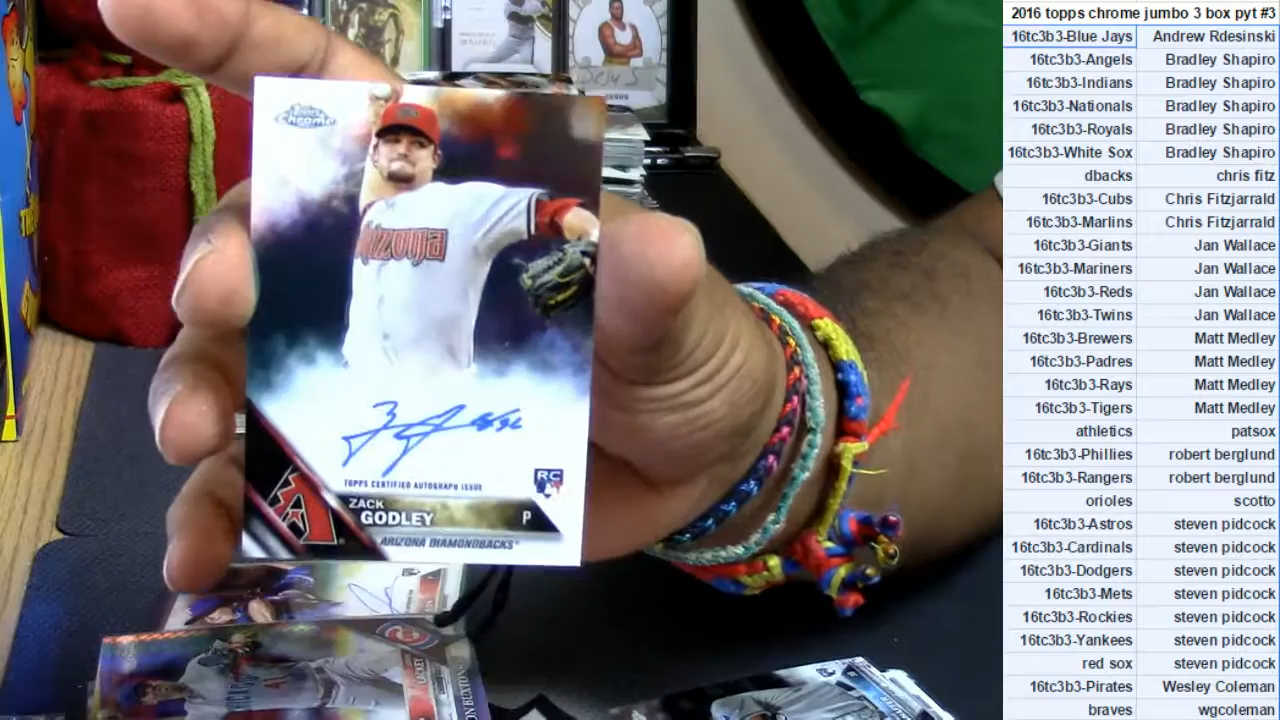 2016 topps chrome jumbo 3 box pyt #3
16tc3b3-Blue Jays Andrew Rdesinski
16tc3b3-Angels Bradley Shapiro
16tc3b3-Indians Bradley Shapiro
16tc3b3-Nationals Bradley Shapiro
16tc3b3-Royals Bradley Shapiro
16tc3b3-White Sox Bradley Shapiro
dbacks chris fitz
16tc3b3-Cubs Chris Fitzjarrald
16tc3b3-Marlins Chris Fitzjarrald
16tc3b3-Giants Jan Wallace
16tc3b3-Mariners Jan Wallace
16tc3b3-Reds Jan Wallace
16tc3b3-Twins Jan Wallace
16tc3b3-Brewers Matt Medley
16tc3b3-Padres Matt Medley
16tc3b3-Rays Matt Medley
16tc3b3-Tigers Matt Medley
athletics patsox
16tc3b3-Phillies robert berglund
16tc3b3-Rangers robert berglund
orioles scotto
16tc3b3-Astros steven pidcock
16tc3b3-Cardinals steven pidcock
16tc3b3-Dodgers steven pidcock
16tc3b3-Mets steven pidcock
16tc3b3-Rockies steven pidcock
16tc3b3-Yankees steven pidcock
red sox steven pidcock
16tc3b3-Pirates Wesley Coleman
braves wgcoleman
Topps
Chrome
TOPPS CERTIFIED AUTOGRAPH ISSUE
RC
ZACK
GODLEY P
ARIZONA DIAMONDBACKS
LACKEY